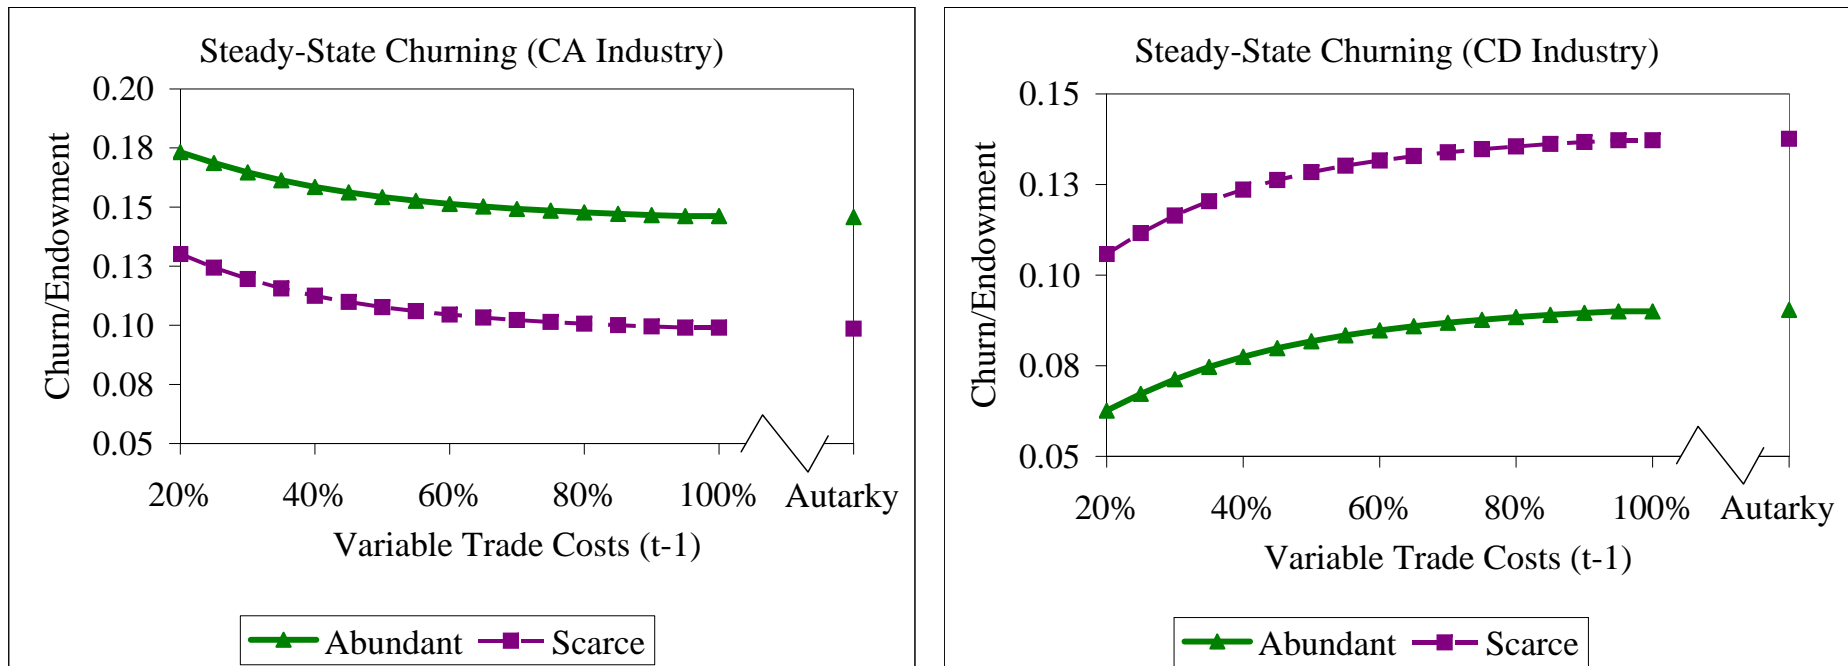 Steady-State Churning (CA Industry)
Churn/Endowment
0.20
0.18
0.15
0.13
0.10
0.08
0.05
20% 40% 60% 80% 100% Autarky
Variable Trade Costs (t-1)
Abundant Scarce
Steady-State Churning (CD Industry)
Churn/Endowment
0.15
0.13
0.10
0.08
0.05
20% 40% 60% 80% 100% Autarky
Variable Trade Costs (t-1)
Abundant Scarce